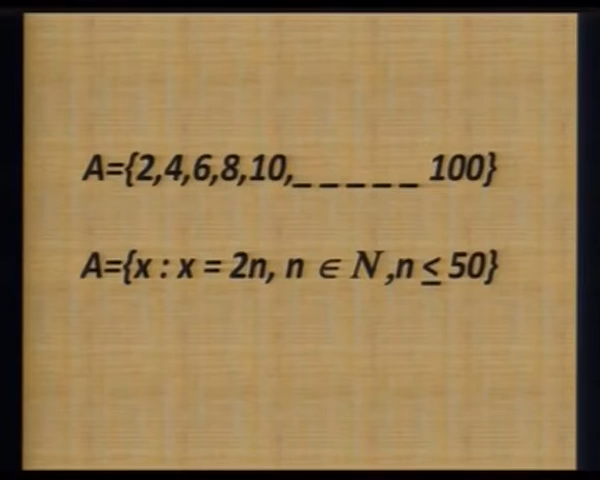 A={2,4,6,8,10,_ _ _ _ _ 100}
A={x : x = 2n, n ∈ N ,n ≤ 50}